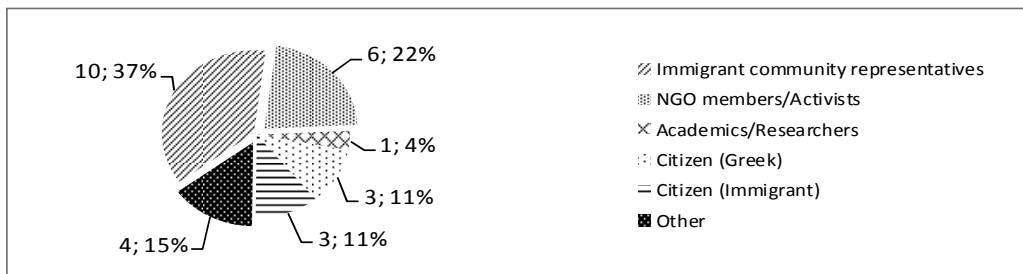 10; 37%
6; 22%
1; 4%
3; 11%
3; 11%
4; 15%
Immigrant community representatives
NGO members/Activists
Academics/Researchers
Citizen (Greek)
Citizen (Immigrant)
Other